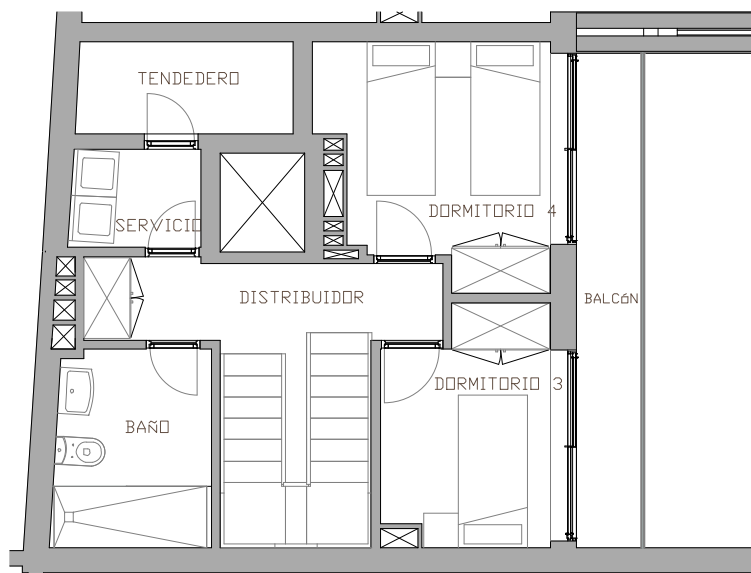 TENDEDERO
SERVICIO
DORMITORIO 4
DISTRIBUIDOR
BALCóN
DORMITORIO 3
BAñO